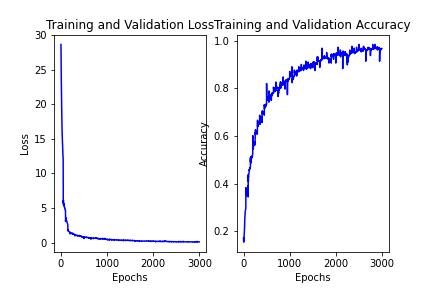 Training and Validation Loss
30
25
20
15
10
5
0
Loss
0 1000 2000 3000
Epochs
Training and Validation Accuracy
1.0
0.8
0.6
0.4
0.2
Accuracy
0 1000 2000 3000
Epochs